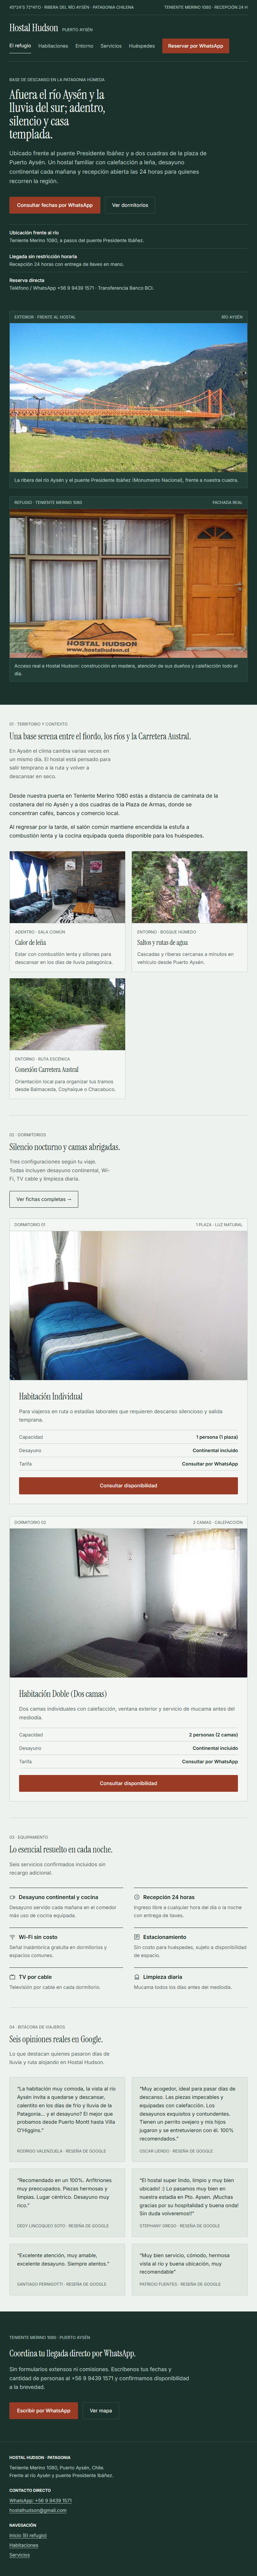 45°24'S 72°41'O · RIBERA DEL RÍO AYSÉN · PATAGONIA CHILENA
TENIENTE MERINO 1080 · RECEPCIÓN 24 H
Hostal Hudson PUERTO AYSÉN
El refugio Habitaciones Entorno Servicios Huéspedes Reservar por WhatsApp
BASE DE DESCANSO EN LA PATAGONIA HÚMEDA
Afuera el río Aysén y la
lluvia del sur; adentro,
silencio y casa
templada.
Ubicado frente al puente Presidente Ibáñez y a dos cuadras de la plaza de
Puerto Aysén. Un hostal familiar con calefacción a leña, desayuno
continental cada mañana y recepción abierta las 24 horas para quienes
recorren la región.
Consultar fechas por WhatsApp Ver dormitorios
Ubicación frente al río
Teniente Merino 1080, a pasos del puente Presidente Ibáñez.
Llegada sin restricción horaria
Recepción 24 horas con entrega de llaves en mano.
Reserva directa
Teléfono / WhatsApp +56 9 9439 1571 · Transferencia Banco BCI.
EXTERIOR · FRENTE AL HOSTAL RÍO AYSÉN
La ribera del río Aysén y el puente Presidente Ibáñez (Monumento Nacional), frente a nuestra cuadra.
REFUGIO · TENIENTE MERINO 1080 FACHADA REAL
HOSTAL HUDSON
www.hostalhudson.cl
Acceso real a Hostal Hudson: construcción en madera, atención de sus dueños y calefacción todo el
día.
01 · TERRITORIO Y CONTEXTO
Una base serena entre el fiordo, los ríos y la Carretera Austral.
En Aysén el clima cambia varias veces en
un mismo día. El hostal está pensado para
salir temprano a la ruta y volver a
descansar en seco.
Desde nuestra puerta en Teniente Merino 1080 estás a distancia de caminata de la
costanera del río Aysén y a dos cuadras de la Plaza de Armas, donde se
concentran cafés, bancos y comercio local.
Al regresar por la tarde, el salón común mantiene encendida la estufa a
combustión lenta y la cocina equipada queda disponible para los huéspedes.
ADENTRO · SALA COMÚN
Calor de leña
Estar con combustión lenta y sillones para
descansar en los días de lluvia patagónica.
ENTORNO · BOSQUE HÚMEDO
Saltos y rutas de agua
Cascadas y riberas cercanas a minutos en
vehículo desde Puerto Aysén.
ENTORNO · RUTA ESCÉNICA
Conexión Carretera Austral
Orientación local para organizar tus tramos
desde Balmaceda, Coyhaique o Chacabuco.
02 · DORMITORIOS
Silencio nocturno y camas abrigadas.
Tres configuraciones según tu viaje.
Todas incluyen desayuno continental, Wi-
Fi, TV cable y limpieza diaria.
Ver fichas completas →
DORMITORIO 01 1 PLAZA · LUZ NATURAL
Habitación Individual
Para viajeros en ruta o estadías laborales que requieren descanso silencioso y salida
temprana.
Capacidad 1 persona (1 plaza)
Desayuno Continental incluido
Tarifa Consultar por WhatsApp
Consultar disponibilidad
DORMITORIO 02 2 CAMAS · CALEFACCIÓN
Habitación Doble (Dos camas)
Dos camas individuales con calefacción, ventana exterior y servicio de mucama antes del
mediodía.
Capacidad 2 personas (2 camas)
Desayuno Continental incluido
Tarifa Consultar por WhatsApp
Consultar disponibilidad
03 · EQUIPAMIENTO
Lo esencial resuelto en cada noche.
Seis servicios confirmados incluidos sin
recargo adicional.
Desayuno continental y cocina
Desayuno servido cada mañana en el comedor
más uso de cocina equipada.
Recepción 24 horas
Ingreso libre a cualquier hora del día o la noche
con entrega de llaves.
Wi-Fi sin costo
Señal inalámbrica gratuita en dormitorios y
espacios comunes.
Estacionamiento
Sin costo para huéspedes, sujeto a disponibilidad
de espacio.
TV por cable
Televisión por cable en cada dormitorio.
Limpieza diaria
Mucama todos los días antes del mediodía.
04 · BITÁCORA DE VIAJEROS
Seis opiniones reales en Google.
Lo que destacan quienes pasaron días de
lluvia y ruta alojando en Hostal Hudson.
"La habitación muy comoda, la vista al río
Aysén invita a quedarse y descansar,
calentito en los días de frío y lluvia de la
Patagonia... y el desayuno? El mejor que
probamos desde Puerto Montt hasta Villa
O'Higgins."
RODRIGO VALENZUELA · RESEÑA DE GOOGLE
"Muy acogedor, ideal para pasar días de
descanso. Las piezas impecables y
equipadas con calefacción. Los
desayunos exquisitos y contundentes.
Tienen un perrito ovejero y mis hijos
jugaron y se entretuvieron con él. 100%
recomendados."
OSCAR LIENDO · RESEÑA DE GOOGLE
"Recomendado en un 100%. Anfitriones
muy preocupados. Piezas hermosas y
limpias. Lugar céntrico. Desayuno muy
rico."
DEDY LINCOQUEO SOTO · RESEÑA DE GOOGLE
"El hostal super lindo, limpio y muy bien
ubicado! :) Lo pasamos muy bien en
nuestra estadía en Pto. Aysen. ¡Muchas
gracias por su hospitalidad y buena onda!
Sin duda volveremos!!"
STEPHANY OREGO · RESEÑA DE GOOGLE
"Excelente atención, muy amable,
excelente desayuno. Siempre atentos."
SANTIAGO PERNIGOTTI · RESEÑA DE GOOGLE
"Muy bien servicio, cómodo, hermosa
vista al río y buena ubicación, muy
recomendable"
PATRICIO FUENTES · RESEÑA DE GOOGLE
TENIENTE MERINO 1080 · PUERTO AYSÉN
Coordina tu llegada directo por WhatsApp.
Sin formularios extensos ni comisiones. Escríbenos tus fechas y
cantidad de personas al +56 9 9439 1571 y confirmamos disponibilidad
a la brevedad.
Escribir por WhatsApp Ver mapa
HOSTAL HUDSON · PATAGONIA
Teniente Merino 1080, Puerto Aysén, Chile.
Frente al río Aysén y puente Presidente Ibáñez.
CONTACTO DIRECTO
WhatsApp: +56 9 9439 1571
hostalhudson@gmail.com
NAVEGACIÓN
Inicio (El refugio)
Habitaciones
Servicios